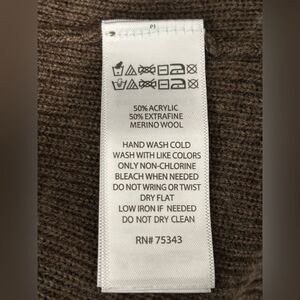 50% ACRYLIC
50% EXTRAFINE
MERINO WOOL
HAND WASH COLD
WASH WITH LIKE COLORS
ONLY NON-CHLORINE
BLEACH WHEN NEEDED
DO NOT WRING OR TWIST
DRY FLAT
LOW IRON IF NEEDED
DO NOT DRY CLEAN
RN# 75343